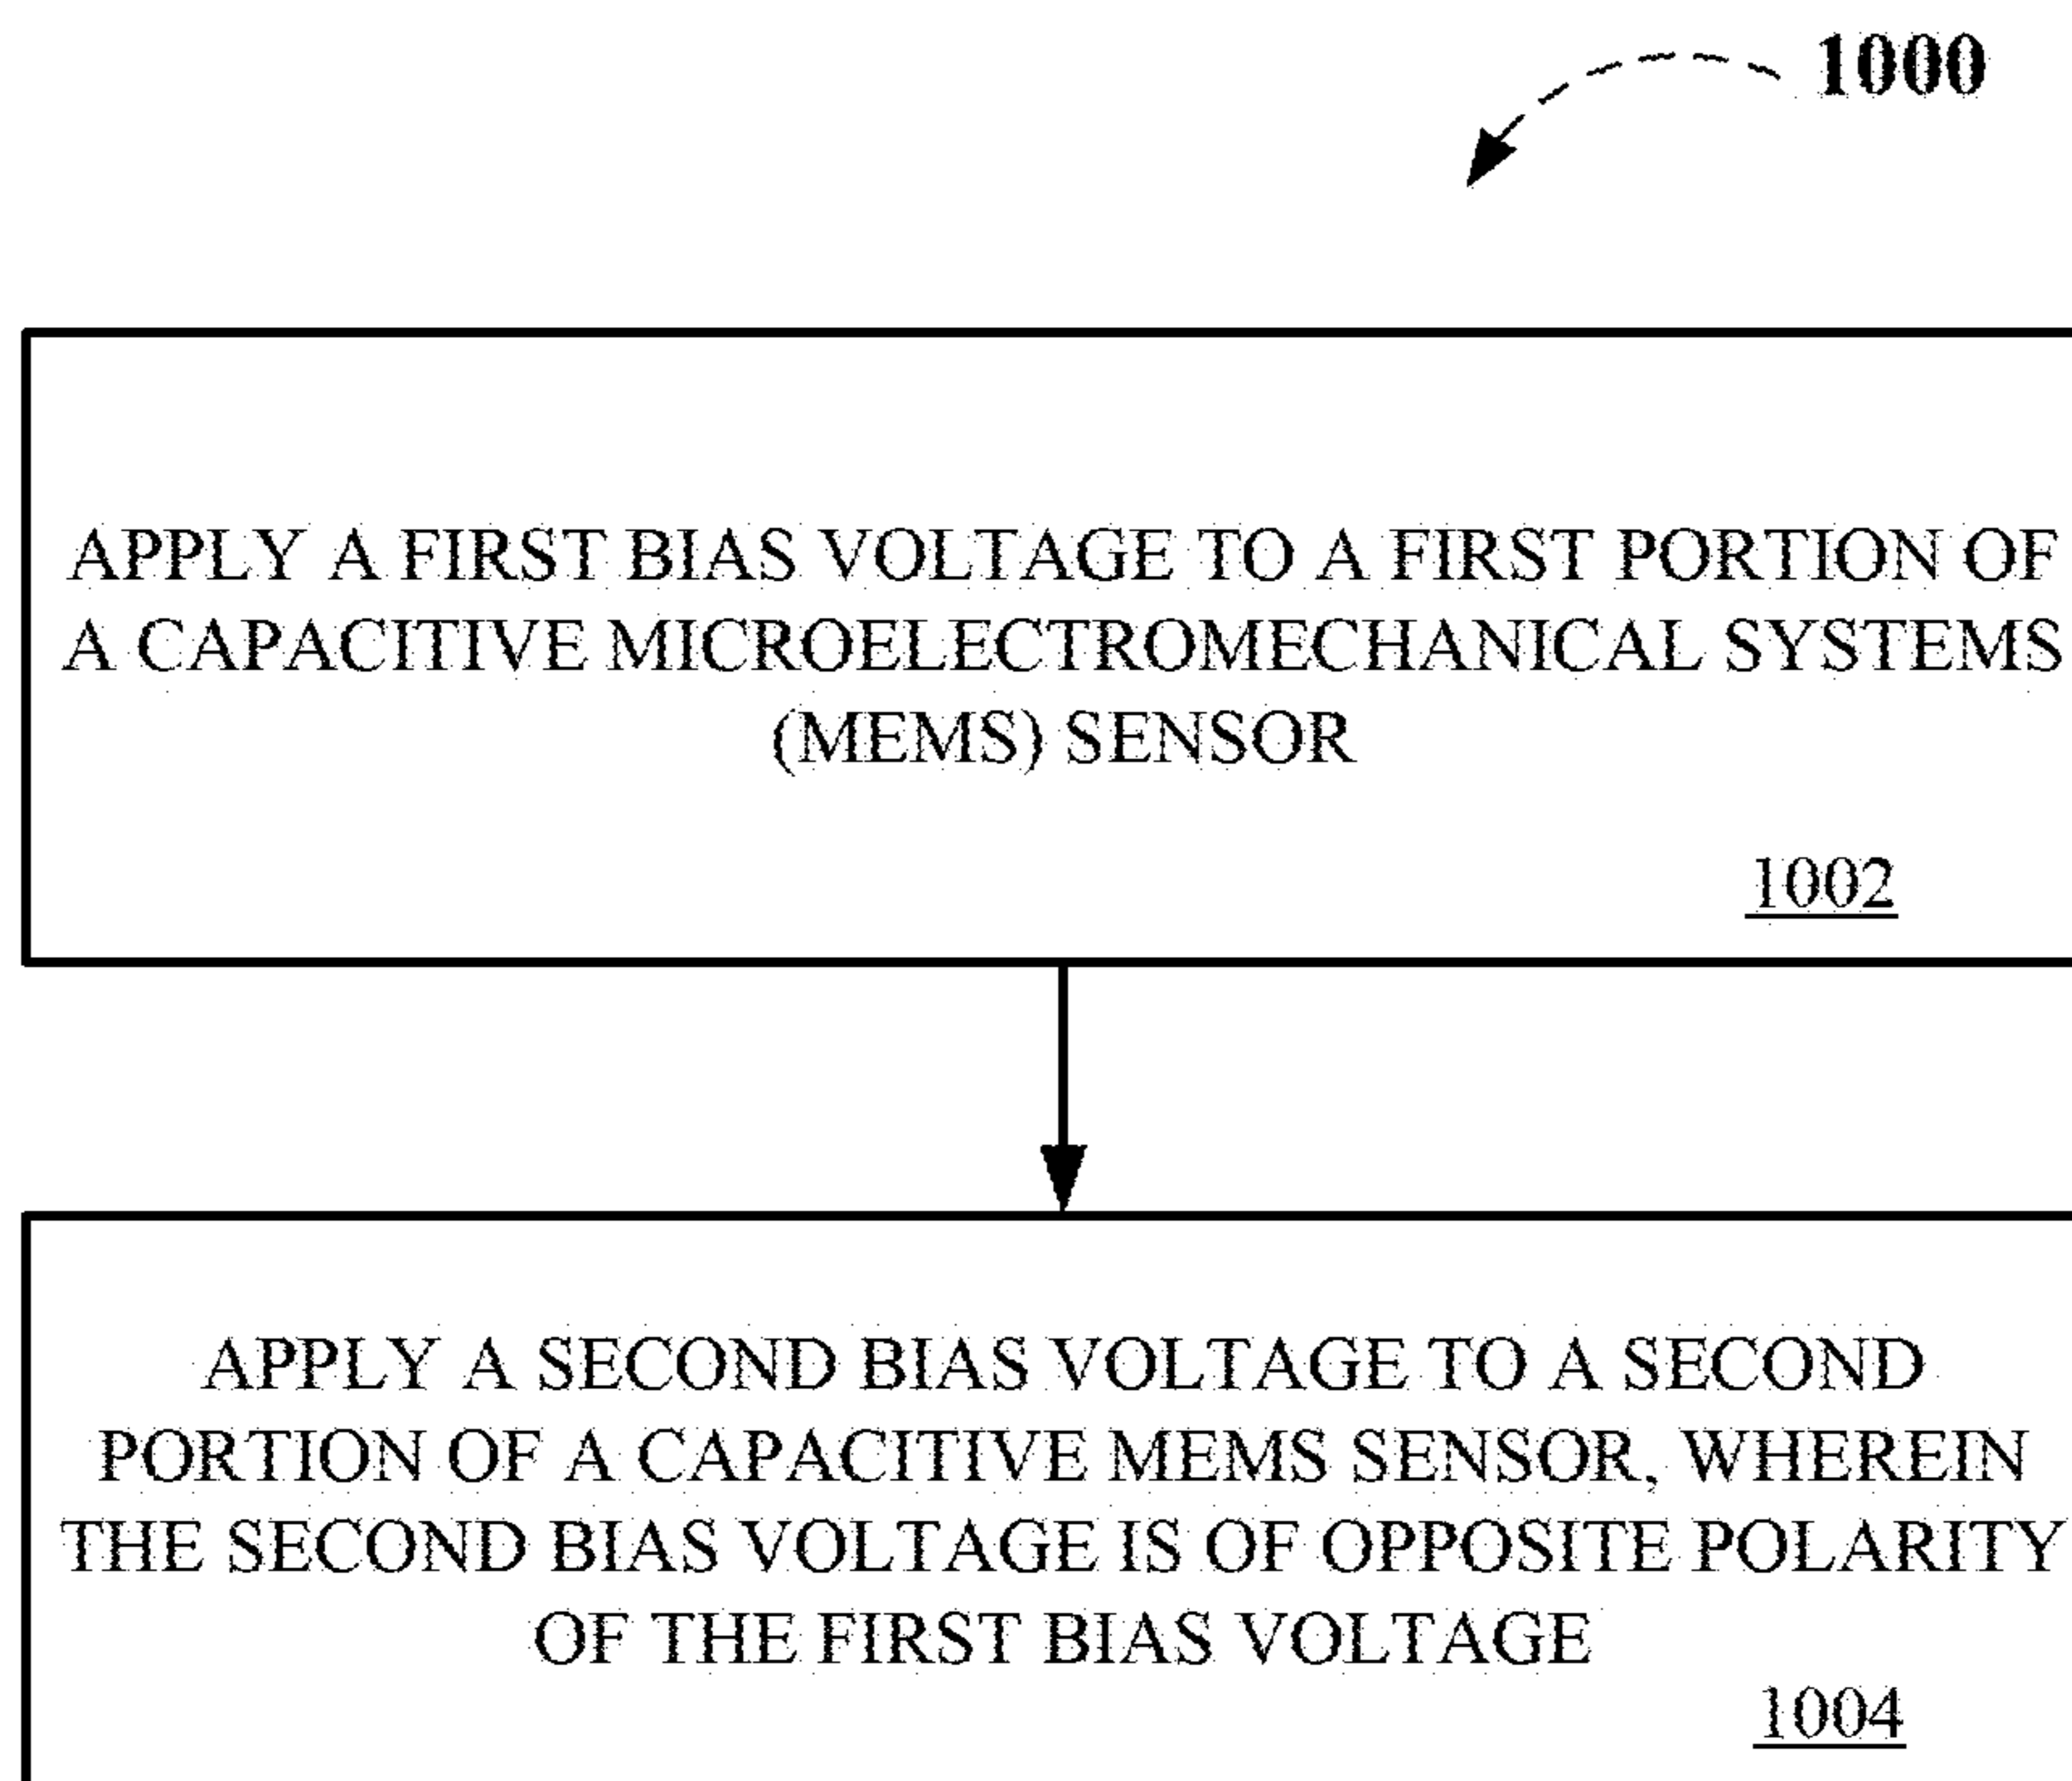 1000
APPLY A FIRST BIAS VOLTAGE TO A FIRST PORTION OF
A CAPACITIVE MICROELECTROMECHANICAL SYSTEMS
(MEMS) SENSOR
1002
APPLY A SECOND BIAS VOLTAGE TO A SECOND
PORTION OF A CAPACITIVE MEMS SENSOR, WHEREIN
THE SECOND BIAS VOLTAGE IS OF OPPOSITE POLARITY
OF THE FIRST BIAS VOLTAGE
1004